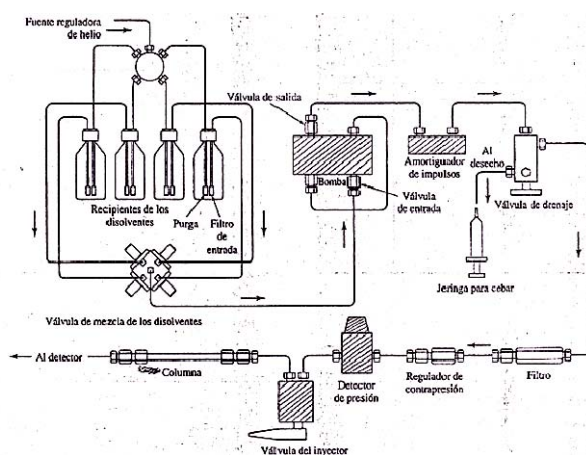 Fuente reguladora
de helio
Válvula de salida
Bomba
Amortiguador
de impulsos
Al
desecho
Válvula de drenaje
Válvula
de entrada
Recipientes de los
disolventes
Purga
Filtro
de
entrada
Jeringa para cebar
Válvula de mezcla de los disolventes
Al detector
Columna
Válvula del inyector
Detector
de presión
Regulador de
contrapresión
Filtro